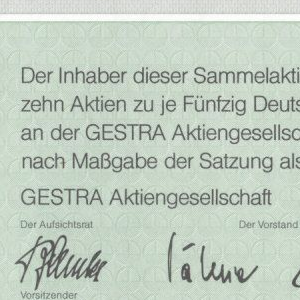 Der Inhaber dieser Sammelakti
zehn Aktien zu je Fünfzig Deuts
an der GESTRA Aktiengesellsc
nach Maßgabe der Satzung als
GESTRA Aktiengesellschaft
Der Aufsichtsrat Der Vorstand
Vorsitzender